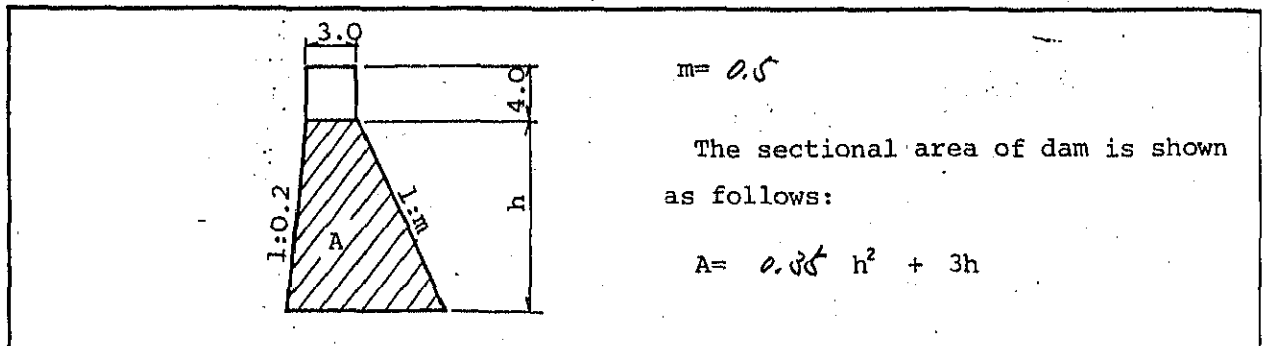 3.0
4.0
m= 0.5
The sectional area of dam is shown
as follows:
1:0.2
A
1:m
h
A= 0.35 h² + 3h